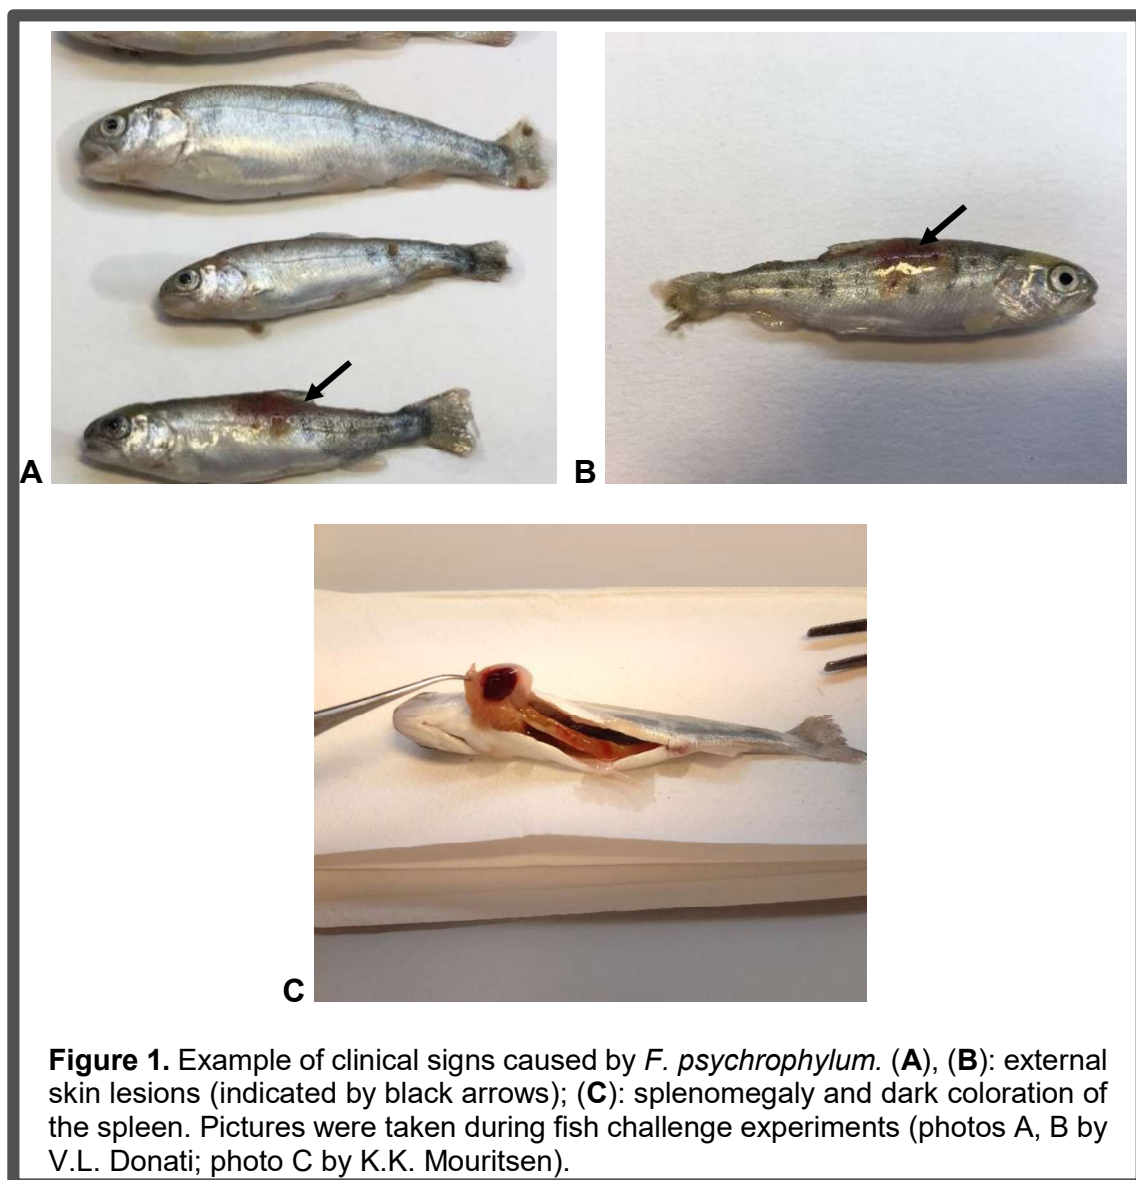 A
B
C
Figure 1. Example of clinical signs caused by F. psychrophylum. (A), (B): external
skin lesions (indicated by black arrows); (C): splenomegaly and dark coloration of
the spleen. Pictures were taken during fish challenge experiments (photos A, B by
V.L. Donati; photo C by K.K. Mouritsen).